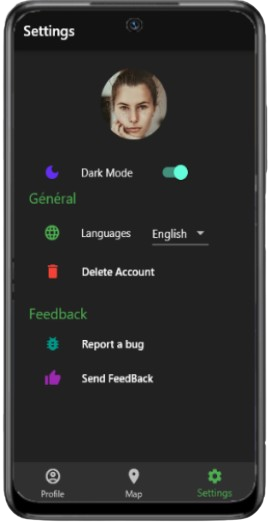 Settings
Dark Mode
Général
Languages English
Delete Account
Feedback
Report a bug
Send FeedBack
Profile Map Settings